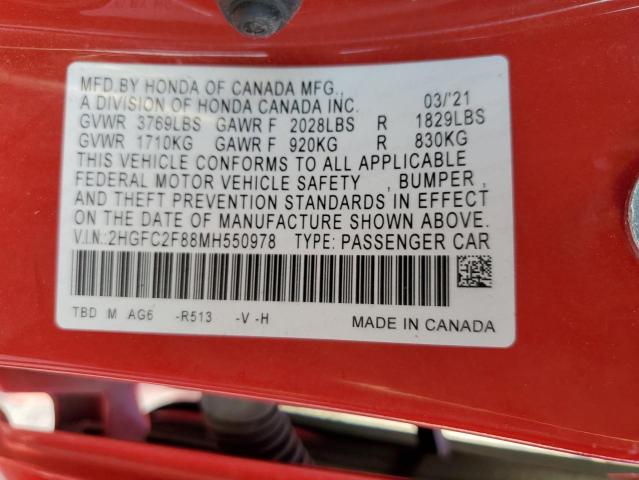 MFD.BY HONDA OF CANADA MFG.,
A DIVISION OF HONDA CANADA INC. 03/'21
GVWR 3769LBS GAWR F 2028LBS R 1829LBS
GVWR 1710KG GAWR F 920KG R 830KG
THIS VEHICLE CONFORMS TO ALL APPLICABLE
FEDERAL MOTOR VEHICLE SAFETY , BUMPER ,
AND THEFT PREVENTION STANDARDS IN EFFECT
ON THE DATE OF MANUFACTURE SHOWN ABOVE.
V.I.N.:2HGFC2F88MH550978 TYPE: PASSENGER CAR
TBD M AG6 -R513 -V -H
MADE IN CANADA